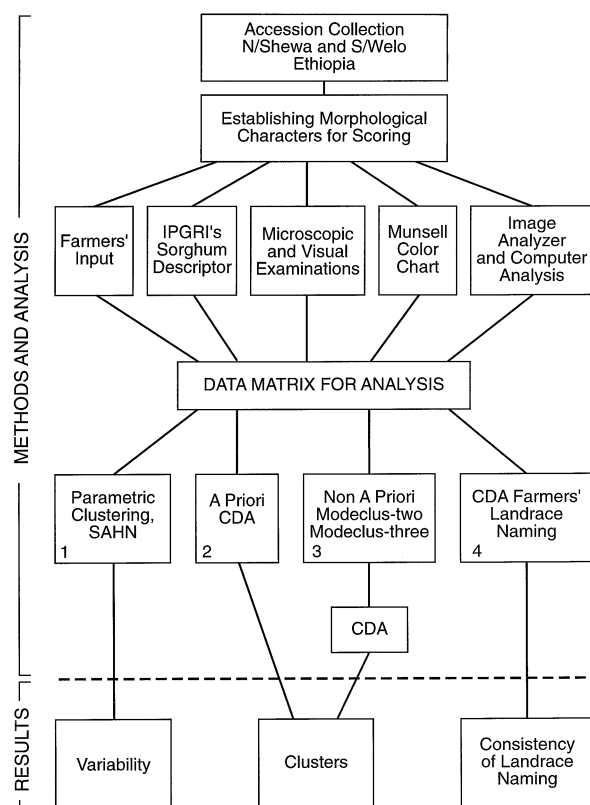 Accession Collection
N/Shewa and S/Welo
Ethiopia
Establishing Morphological
Characters for Scoring
METHODS AND ANALYSIS
Farmers'
Input
IPGRI's
Sorghum
Descriptor
Microscopic
and Visual
Examinations
Munsell
Color
Chart
Image
Analyzer
and Computer
Analysis
DATA MATRIX FOR ANALYSIS
Parametric
Clustering,
SAHN
1
A Priori
CDA
2
Non A Priori
Modeclus-two
Modeclus-three
3
CDA Farmers'
Landrace
Naming
4
CDA
RESULTS
Variability
Clusters
Consistency
of Landrace
Naming